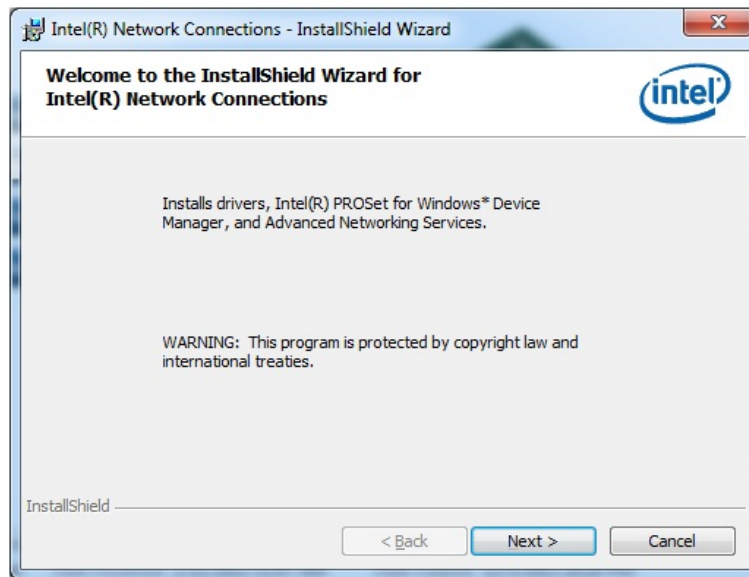 Intel(R) Network Connections - InstallShield Wizard
Welcome to the InstallShield Wizard for
Intel(R) Network Connections
intel
Installs drivers, Intel(R) PROSet for Windows* Device
Manager, and Advanced Networking Services.
WARNING: This program is protected by copyright law and
international treaties.
InstallShield
< Back
Next >
Cancel